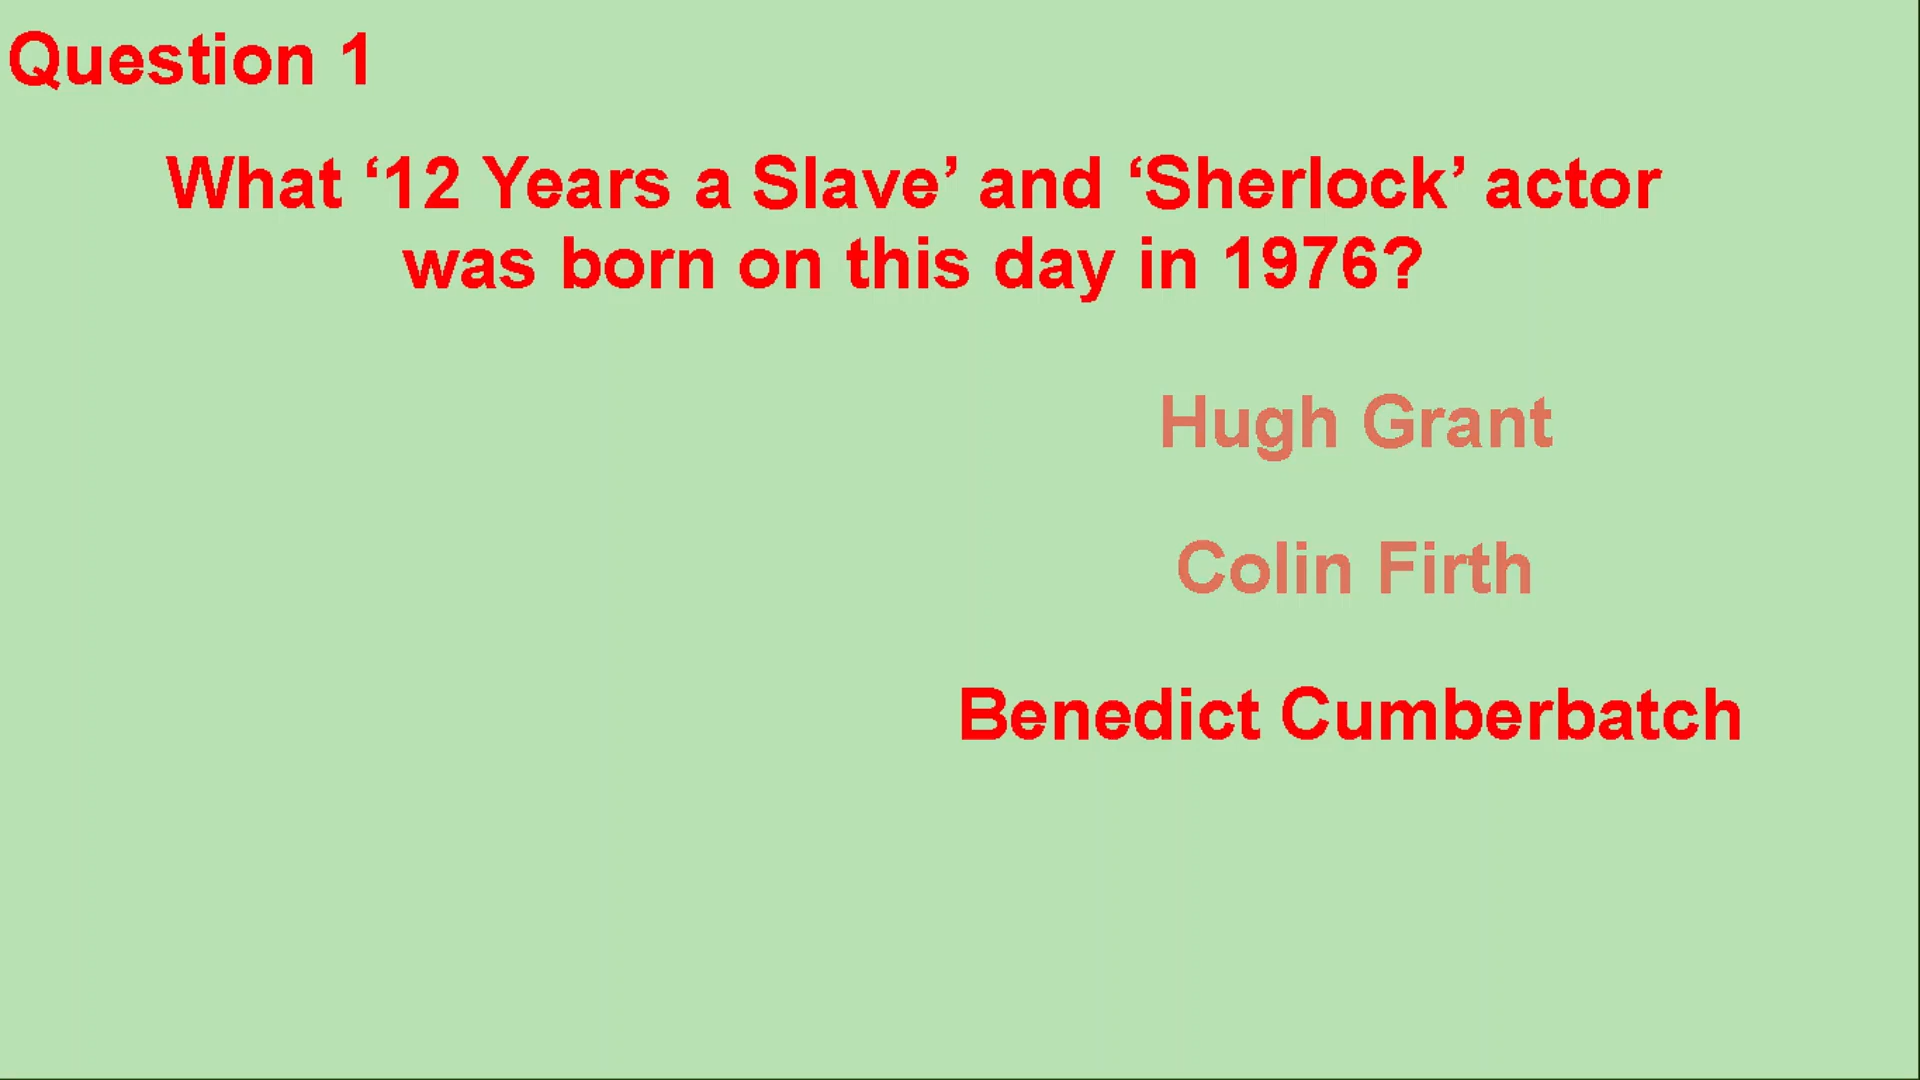 Question 1
What ‘12 Years a Slave’ and ‘Sherlock’ actor
was born on this day in 1976?
Hugh Grant
Colin Firth
Benedict Cumberbatch